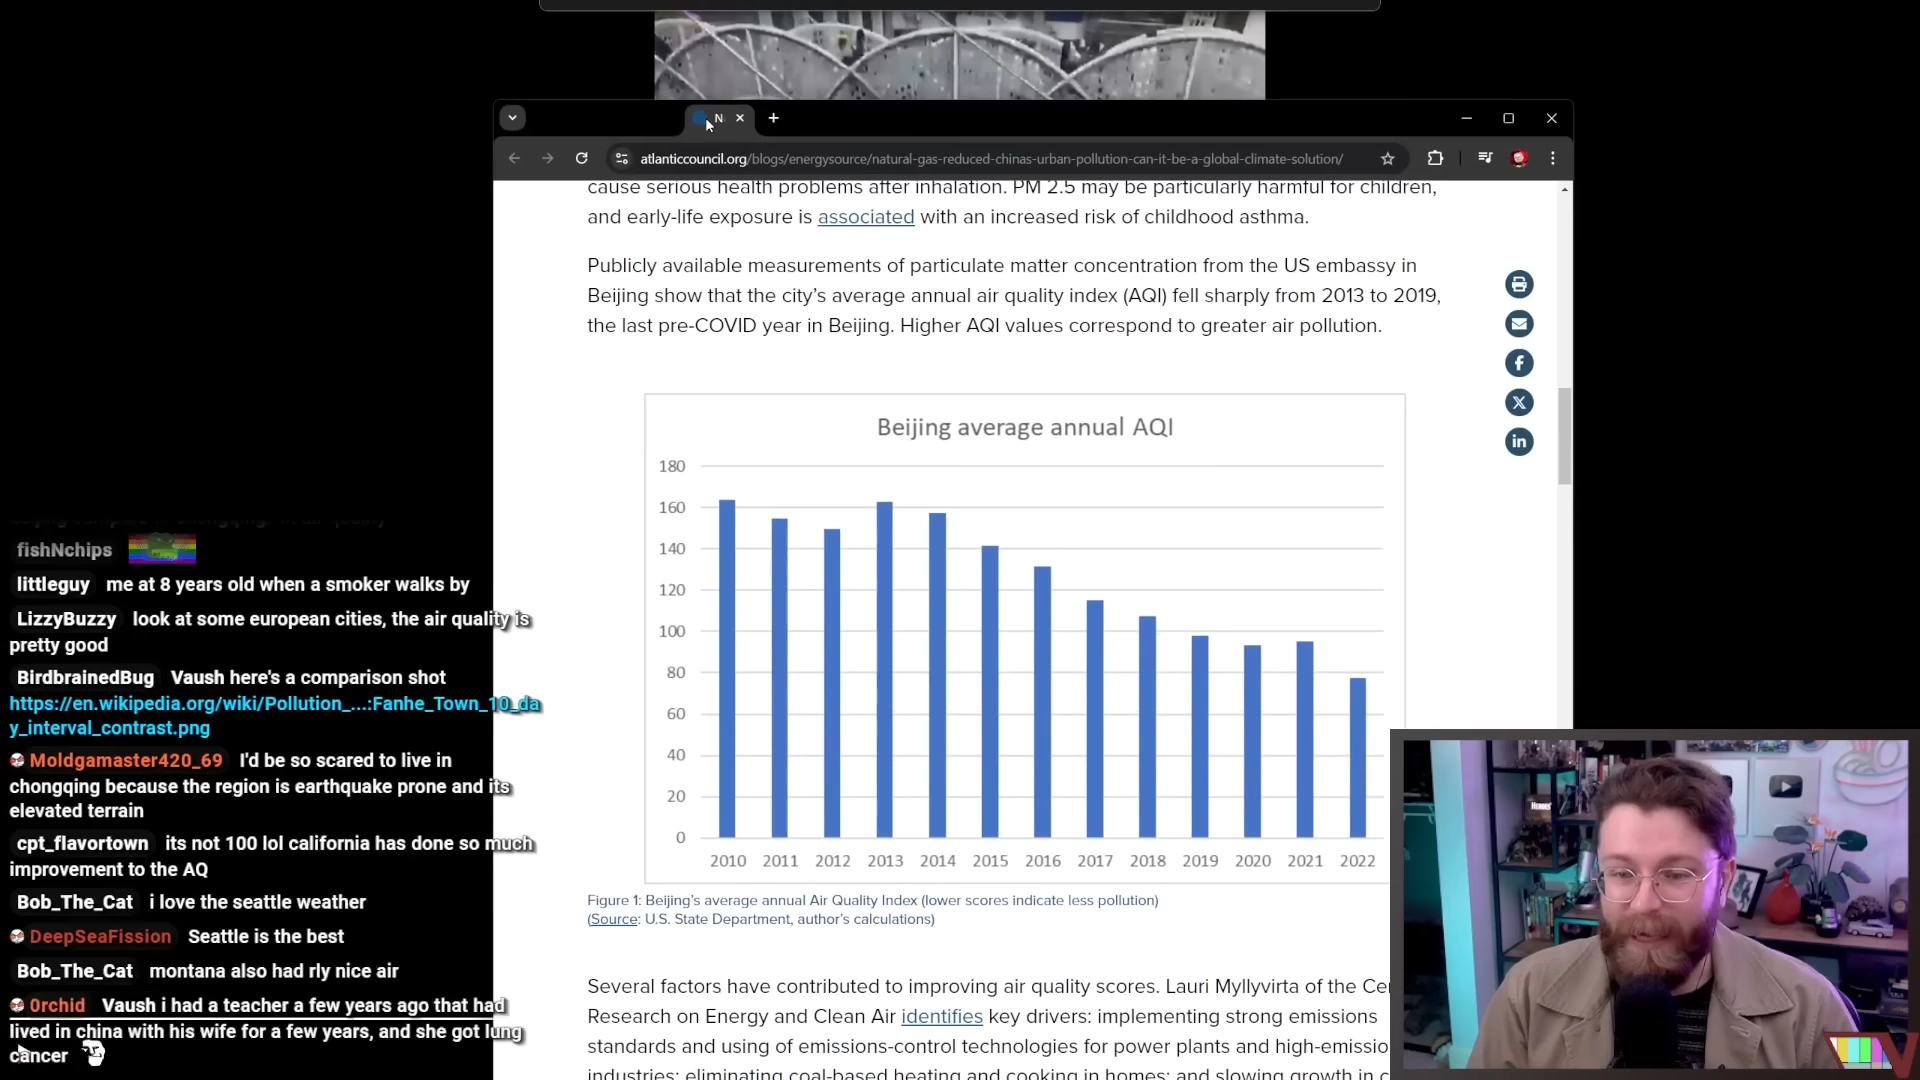 N
atlanticcouncil.org/blogs/energysource/natural-gas-reduced-chinas-urban-pollution-can-it-be-a-global-climate-solution/
cause serious health problems after inhalation. PM 2.5 may be particularly harmful for children,
and early-life exposure is associated with an increased risk of childhood asthma.
Publicly available measurements of particulate matter concentration from the US embassy in
Beijing show that the city’s average annual air quality index (AQI) fell sharply from 2013 to 2019,
the last pre-COVID year in Beijing. Higher AQI values correspond to greater air pollution.
Beijing average annual AQI
180
160
140
120
100
80
60
40
20
0
2010 2011 2012 2013 2014 2015 2016 2017 2018 2019 2020 2021 2022
Figure 1: Beijing’s average annual Air Quality Index (lower scores indicate less pollution)
(Source: U.S. State Department, author’s calculations)
Several factors have contributed to improving air quality scores. Lauri Myllyvirta of the
Research on Energy and Clean Air identifies key drivers: implementing strong emissions
standards and using of emissions-control technologies for power plants and
industries; eliminating coal-based heating and cooking in homes; and slowing growth in
fishNchips
littleguy me at 8 years old when a smoker walks by
LizzyBuzzy look at some european cities, the air quality is
pretty good
BirdbrainedBug Vaush here's a comparison shot
https://en.wikipedia.org/wiki/Pollution_...:Fanhe_Town_10_da
y_interval_contrast.png
Moldgamaster420_69 I'd be so scared to live in
chongqing because the region is earthquake prone and its
elevated terrain
cpt_flavortown its not 100 lol california has done so much
improvement to the AQ
Bob_The_Cat i love the seattle weather
DeepSeaFission Seattle is the best
Bob_The_Cat montana also had rly nice air
0rchid Vaush i had a teacher a few years ago that had
lived in china with his wife for a few years, and she got lung
cancer